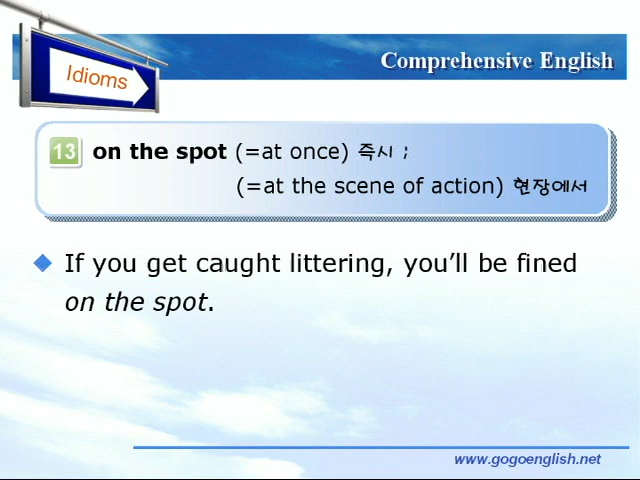 Comprehensive English
Idioms
13 on the spot (=at once) 즉시 ;
(=at the scene of action) 현장에서
If you get caught littering, you’ll be fined
on the spot.
www.gogoenglish.net